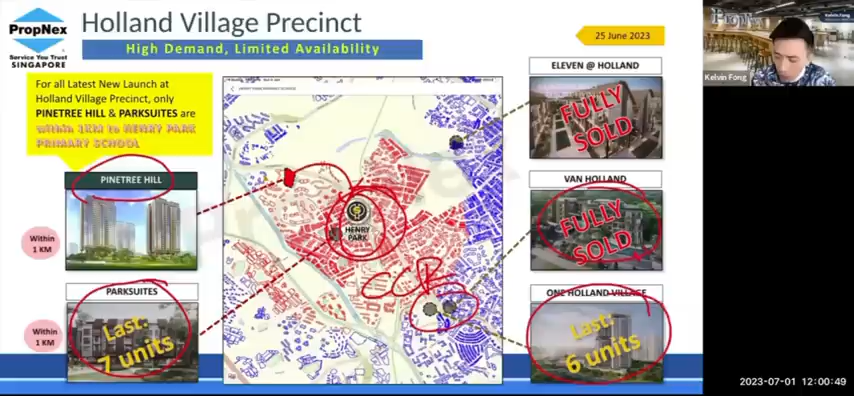 PropNex
Service You Trust
SINGAPORE
Holland Village Precinct
High Demand, Limited Availability
25 June 2023
For all Latest New Launch at
Holland Village Precinct, only
PINETREE HILL & PARKSUITES are
within 1KM to HENRY PARK
PRIMARY SCHOOL
PINETREE HILL
Within
1 KM
PARKSUITES
Within
1 KM
Last:
7 units
HENRY
PARK
CCR
ELEVEN @ HOLLAND
FULLY
SOLD
VAN HOLLAND
FULLY
SOLD
ONE HOLLAND VILLAGE
Last:
6 units
PropNex
Kelvin Fong
Kelvin Fong
2023-07-01 12:00:49